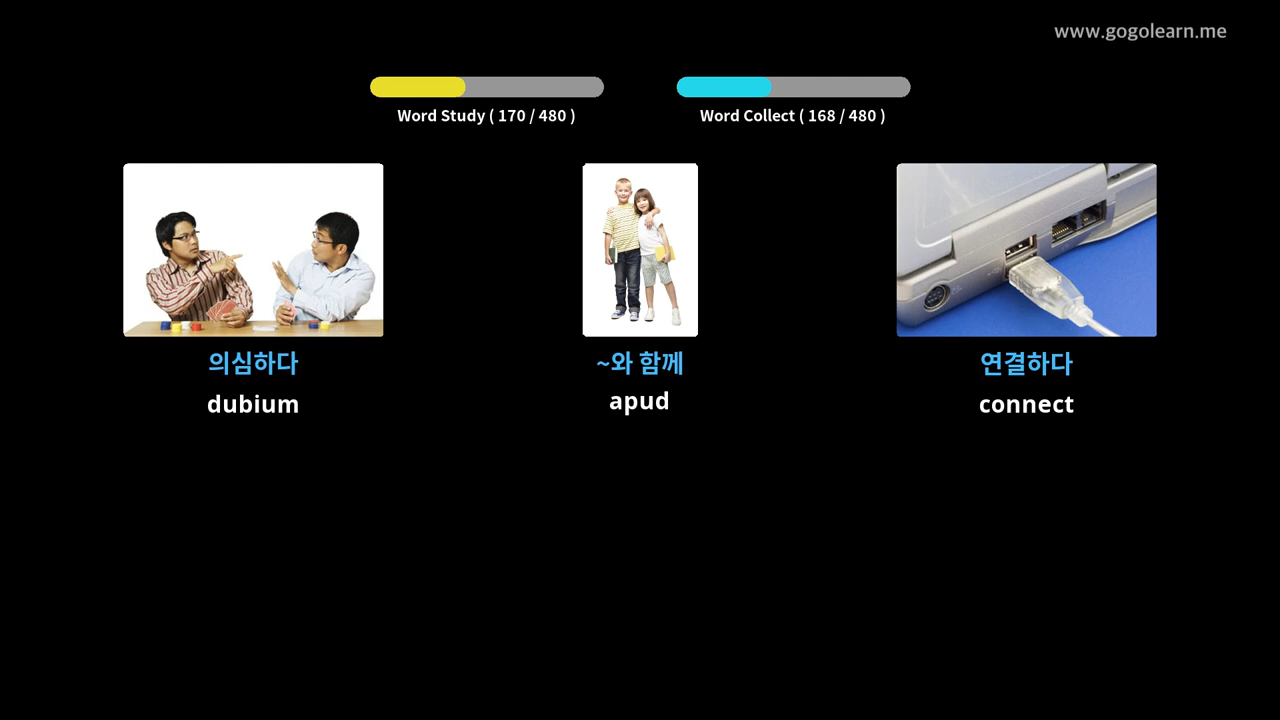 www.gogolearn.me
Word Study ( 170 / 480 )
Word Collect ( 168 / 480 )
의심하다
dubium
~와 함께
apud
연결하다
connect